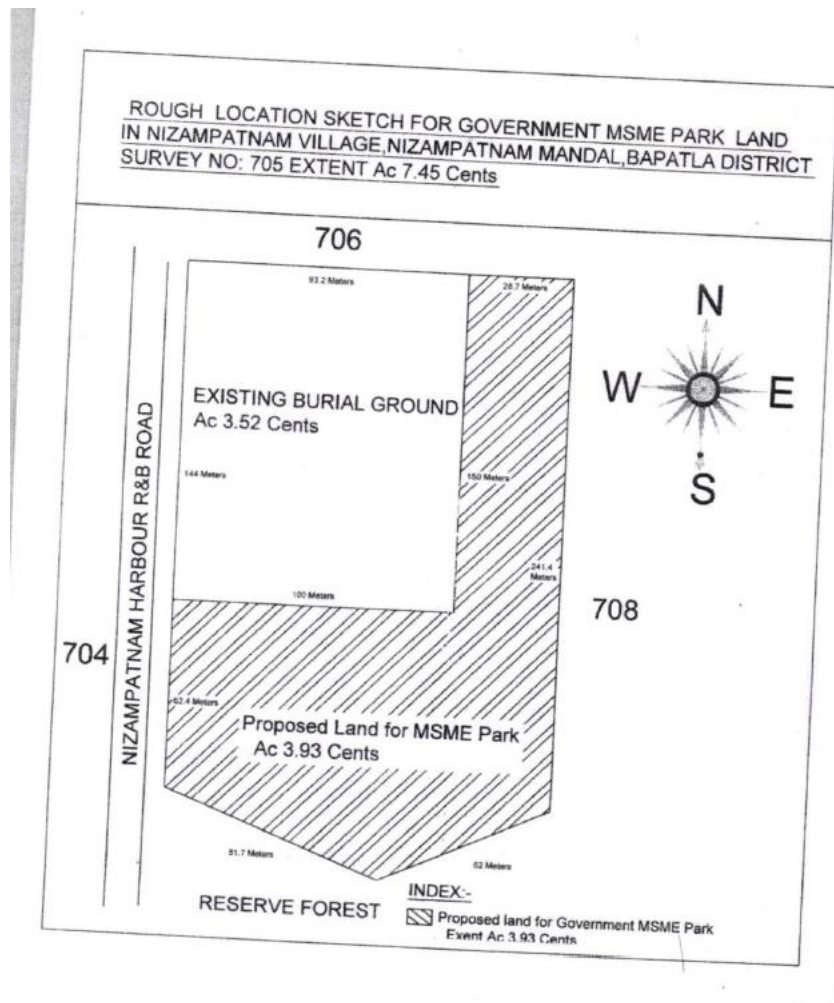 ROUGH LOCATION SKETCH FOR GOVERNMENT MSME PARK LAND
IN NIZAMPATNAM VILLAGE,NIZAMPATNAM MANDAL,BAPATLA DISTRICT
SURVEY NO: 705 EXTENT Ac 7.45 Cents
706
93.2 Meters
28.7 Meters
N
W
E
S
EXISTING BURIAL GROUND
Ac 3.52 Cents
144 Meters
150 Meters
NIZAMPATNAM HARBOUR R&B ROAD
241.4
Meters
100 Meters
708
704
62.4 Meters
Proposed Land for MSME Park
Ac 3.93 Cents
81.7 Meters
62 Meters
RESERVE FOREST
INDEX:-
Proposed land for Government MSME Park
Exent Ac 3.93 Cents